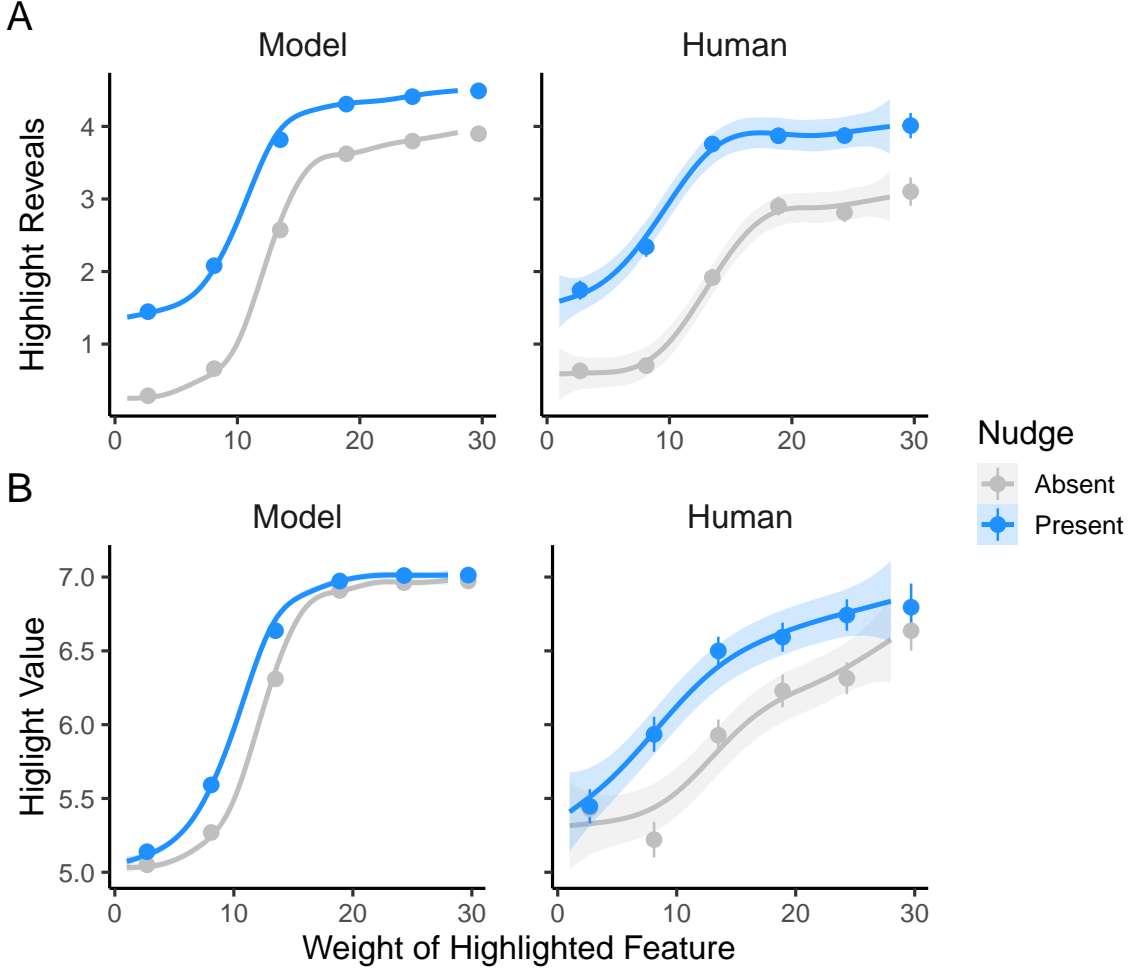 A
Model
Human
Highlight Reveals
4
3
2
1
0
10
20
30
0
10
20
30
Nudge
Absent
Present
B
Model
Human
Higlight Value
7.0
6.5
6.0
5.5
5.0
0
10
20
30
0
10
20
30
Weight of Highlighted Feature